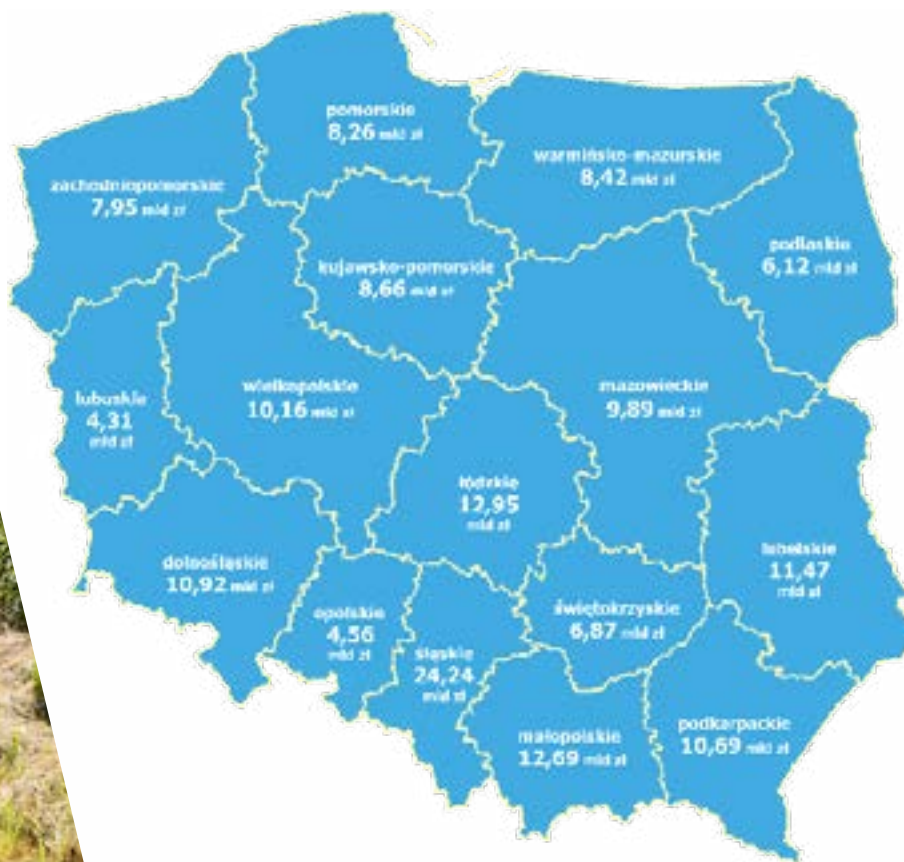 pomorskie
8,26 mld zł
warmińsko-mazurskie
8,42 mld zł
zachodniopomorskie
7,95 mld zł
podlaskie
6,12 mld zł
kujawsko-pomorskie
8,66 mld zł
wielkopolskie
10,16 mld zł
mazowieckie
9,89 mld zł
lubuskie
4,31
mld zł
łódzkie
12,95
mld zł
dolnośląskie
10,92 mld zł
lubelskie
11,47
mld zł
opolskie
4,56
mld zł
świętokrzyskie
6,87 mld zł
śląskie
24,24
mld zł
małopolskie
12,69 mld zł
podkarpackie
10,69 mld zł